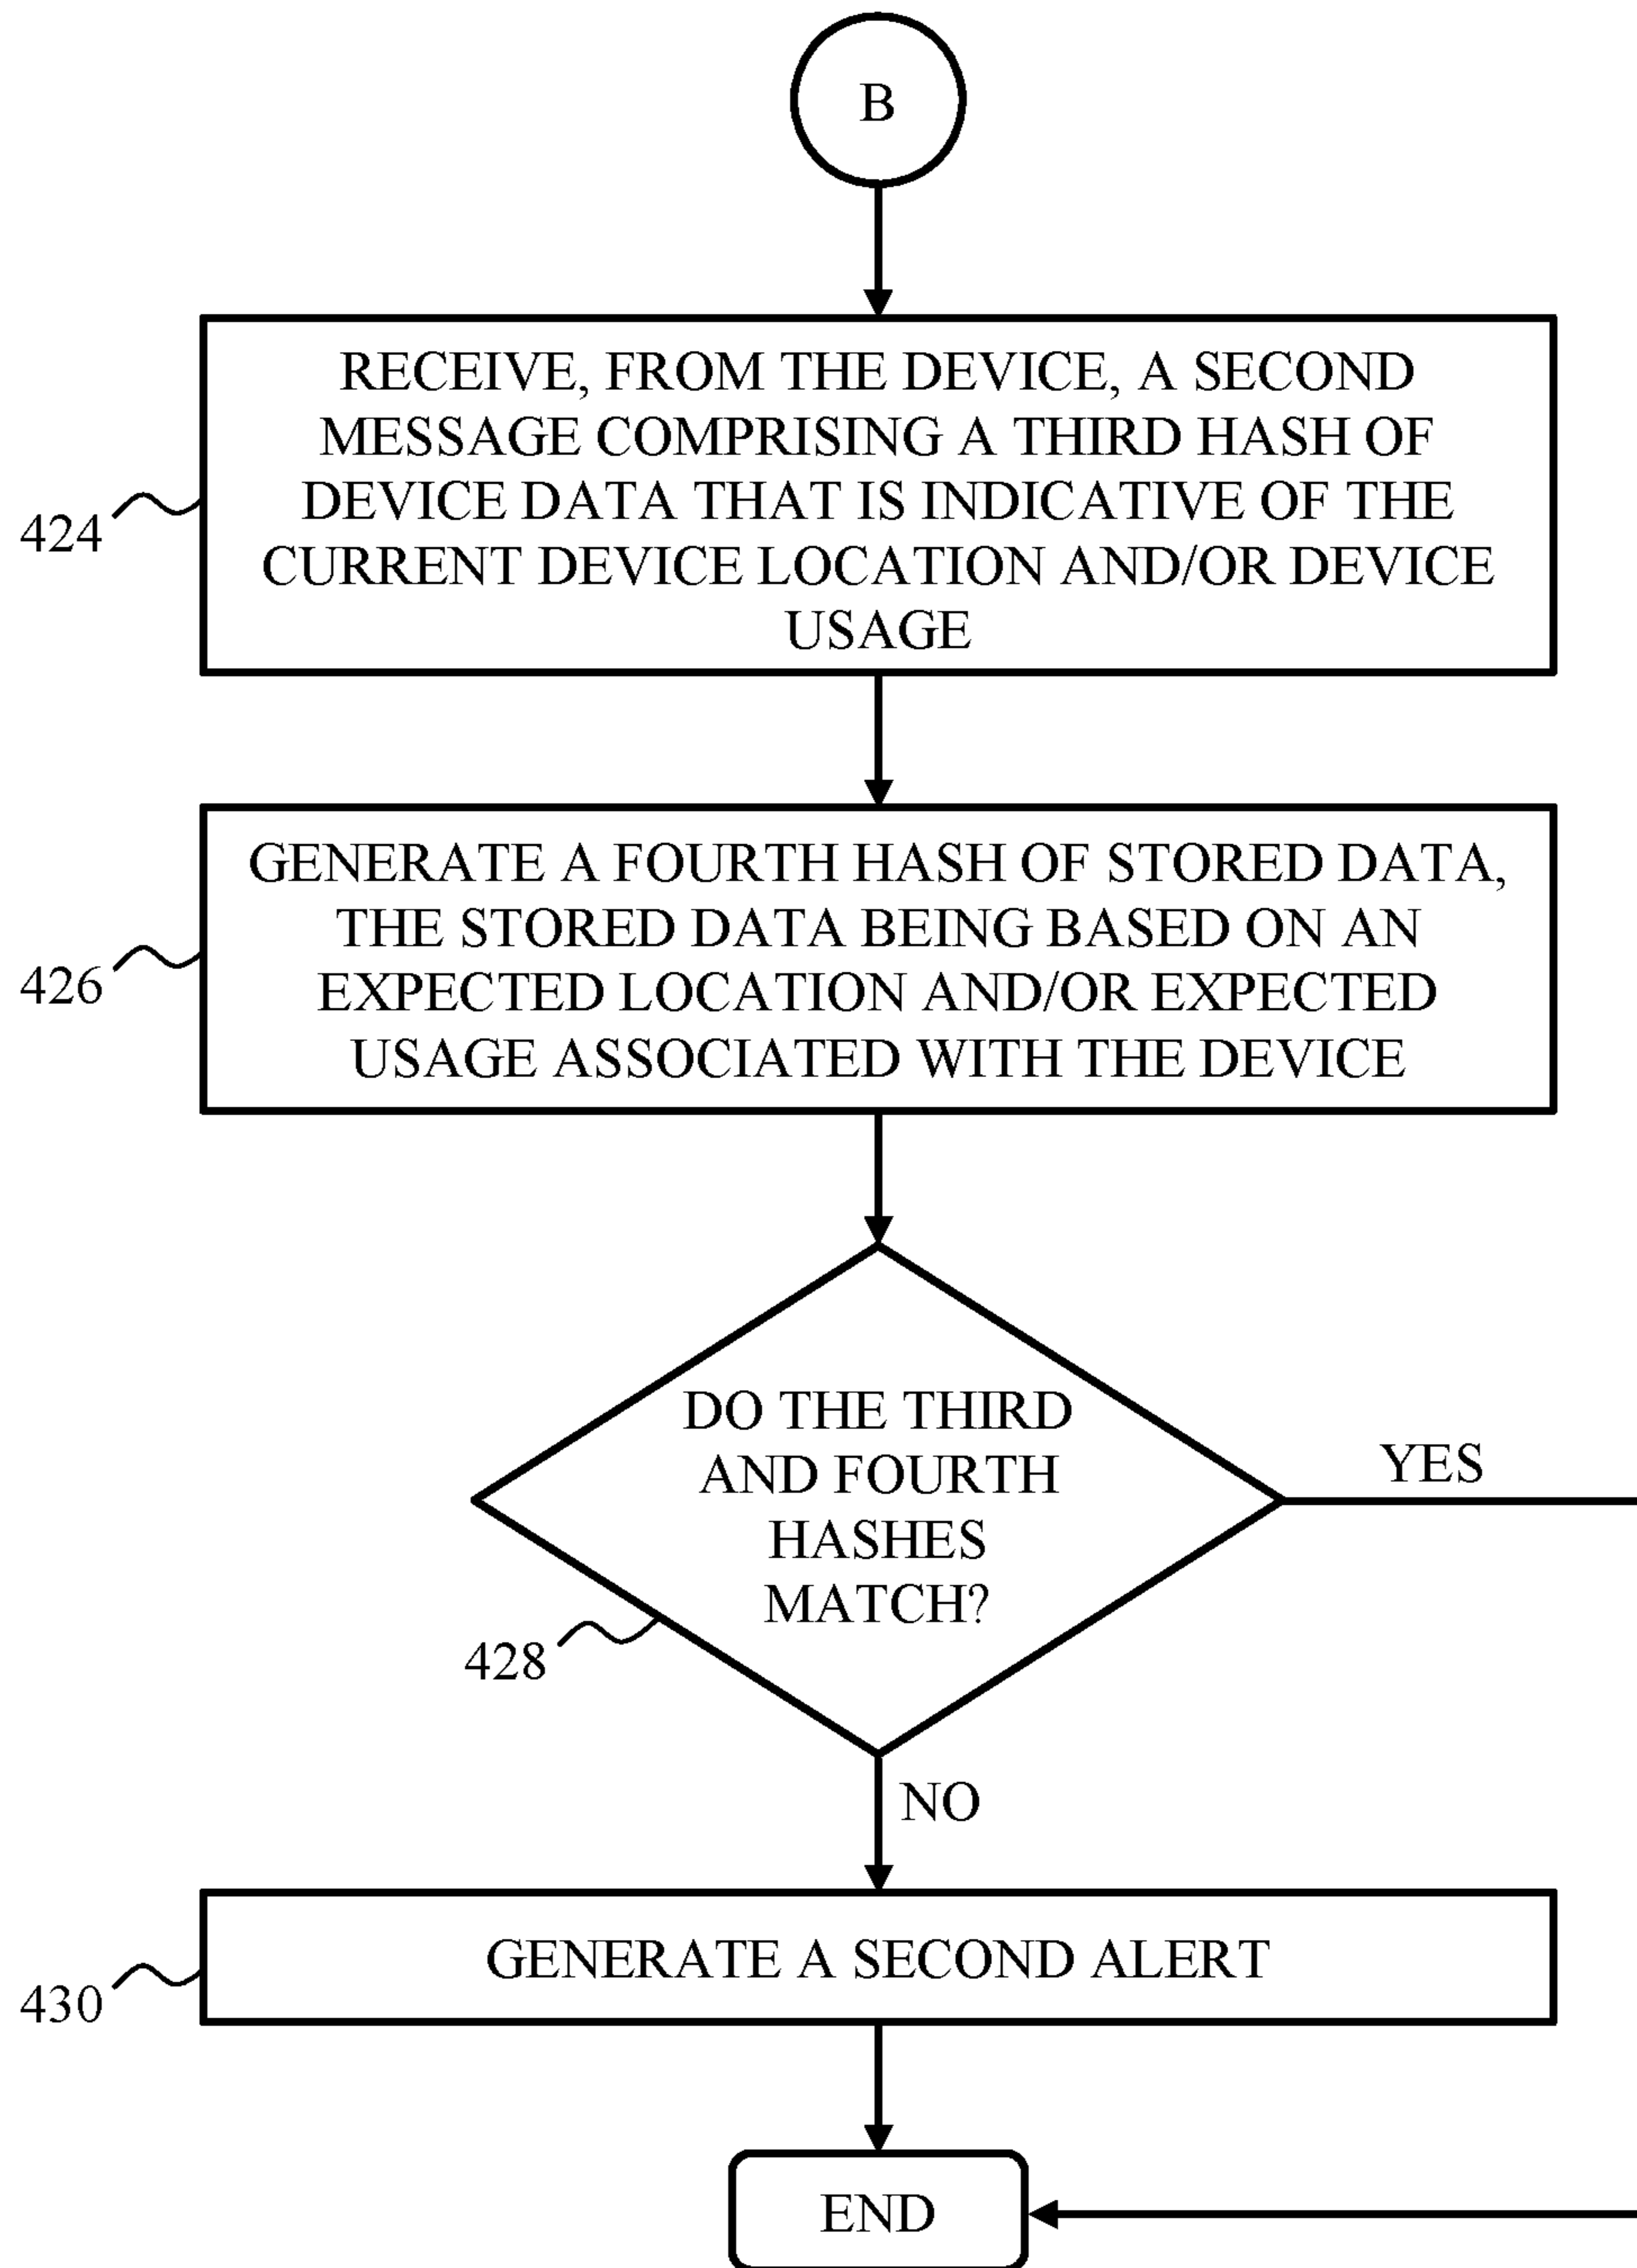 B
RECEIVE, FROM THE DEVICE, A SECOND
MESSAGE COMPRISING A THIRD HASH OF
DEVICE DATA THAT IS INDICATIVE OF THE
CURRENT DEVICE LOCATION AND/OR DEVICE
USAGE
424
GENERATE A FOURTH HASH OF STORED DATA,
THE STORED DATA BEING BASED ON AN
EXPECTED LOCATION AND/OR EXPECTED
USAGE ASSOCIATED WITH THE DEVICE
426
DO THE THIRD
AND FOURTH
HASHES
MATCH?
YES
428
NO
GENERATE A SECOND ALERT
430
END